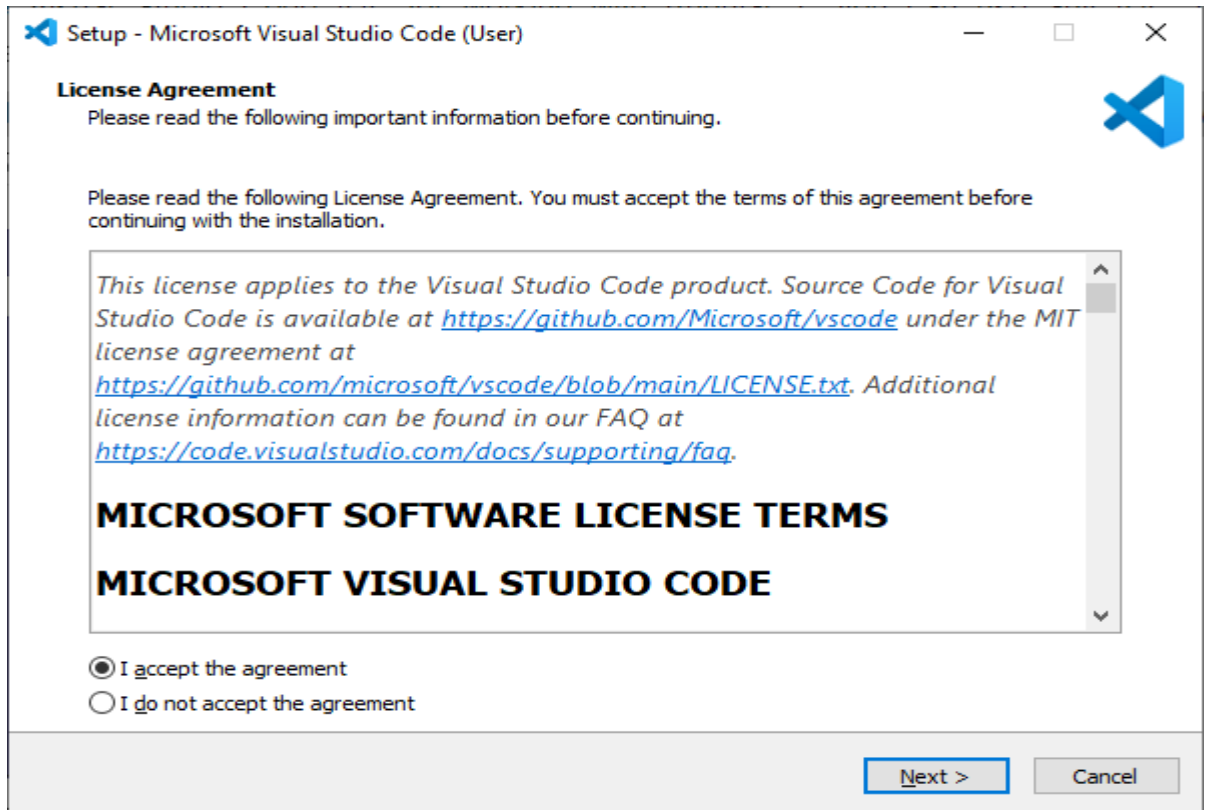 Setup - Microsoft Visual Studio Code (User)
License Agreement
Please read the following important information before continuing.
Please read the following License Agreement. You must accept the terms of this agreement before
continuing with the installation.
This license applies to the Visual Studio Code product. Source Code for Visual
Studio Code is available at https://github.com/Microsoft/vscode under the MIT
license agreement at
https://github.com/microsoft/vscode/blob/main/LICENSE.txt. Additional
license information can be found in our FAQ at
https://code.visualstudio.com/docs/supporting/faq.
MICROSOFT SOFTWARE LICENSE TERMS
MICROSOFT VISUAL STUDIO CODE
I accept the agreement
I do not accept the agreement
Next >
Cancel